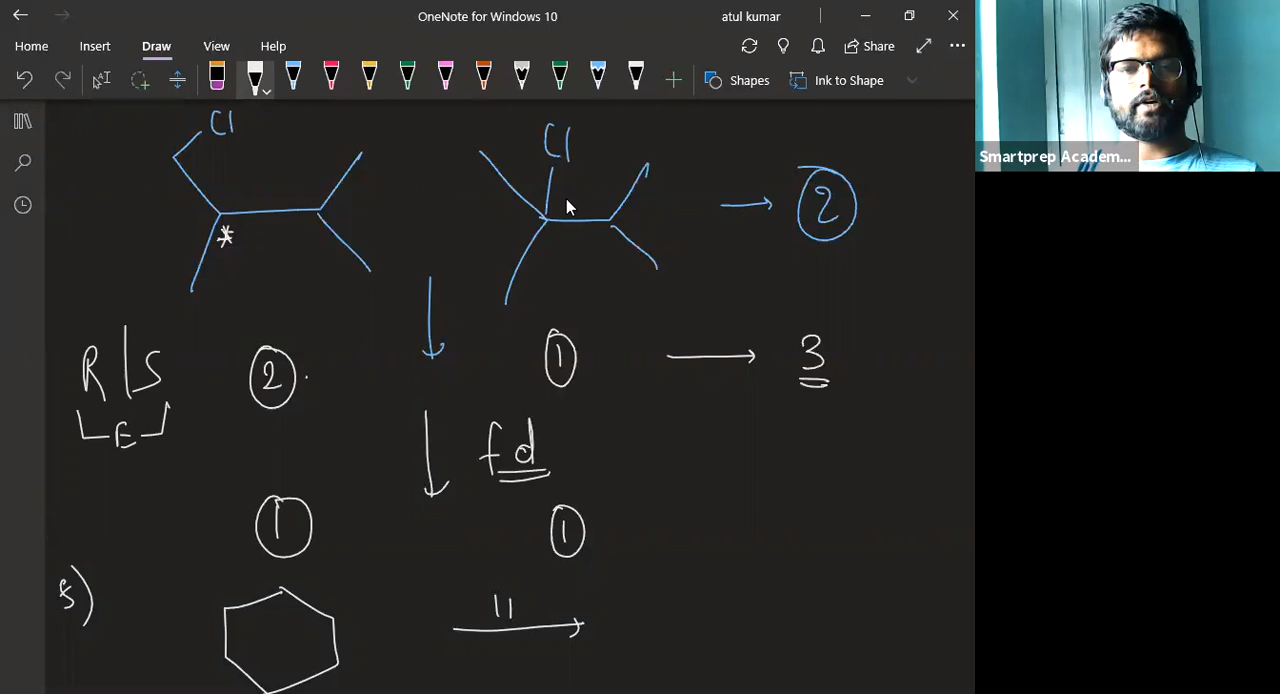 OneNote for Windows 10
atul kumar
Home Insert Draw View Help
Share
Shapes Ink to Shape
Smartprep Academ...
Cl Cl
* → 2
R|S 2 1 → 3
E
fd
1 1
5) 11 →